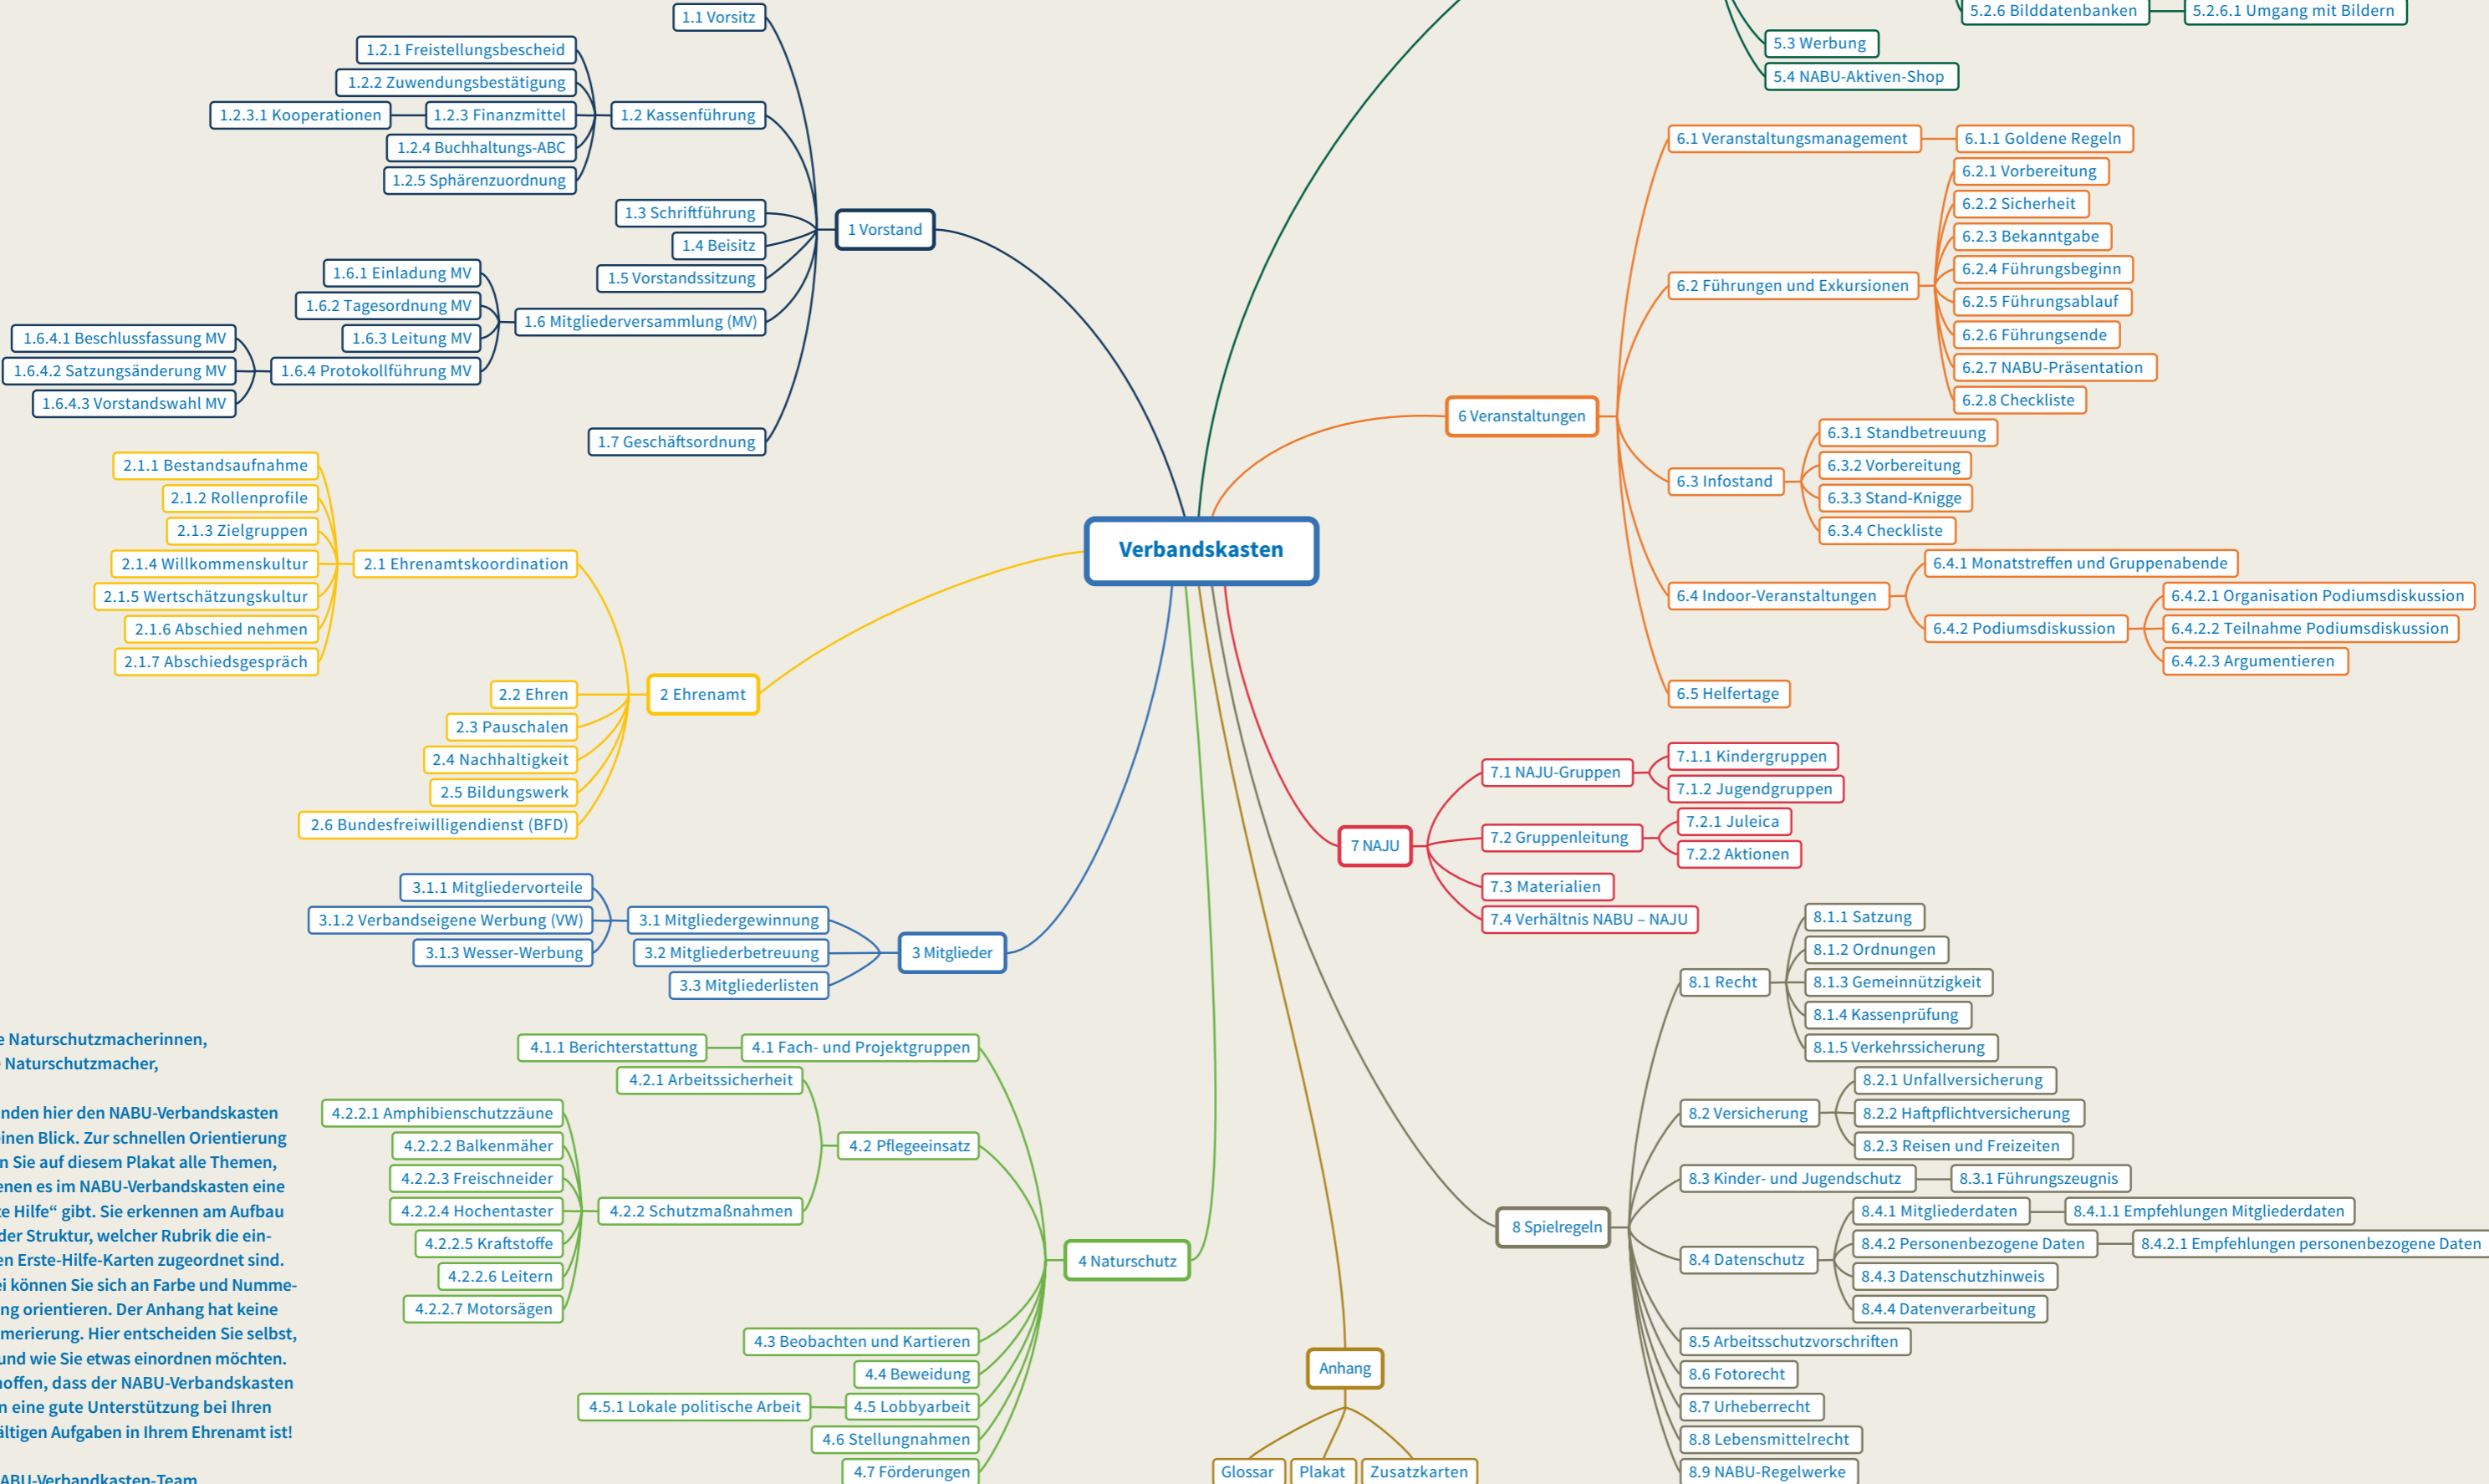 Verbandskasten
1 Vorstand
1.1 Vorsitz
1.2 Kassenführung
1.2.1 Freistellungsbescheid
1.2.2 Zuwendungsbestätigung
1.2.3 Finanzmittel
1.2.3.1 Kooperationen
1.2.4 Buchhaltungs-ABC
1.2.5 Sphärenzuordnung
1.3 Schriftführung
1.4 Beisitz
1.5 Vorstandssitzung
1.6 Mitgliederversammlung (MV)
1.6.1 Einladung MV
1.6.2 Tagesordnung MV
1.6.3 Leitung MV
1.6.4 Protokollführung MV
1.6.4.1 Beschlussfassung MV
1.6.4.2 Satzungsänderung MV
1.6.4.3 Vorstandswahl MV
1.7 Geschäftsordnung
2 Ehrenamt
2.1 Ehrenamtskoordination
2.1.1 Bestandsaufnahme
2.1.2 Rollenprofile
2.1.3 Zielgruppen
2.1.4 Willkommenskultur
2.1.5 Wertschätzungskultur
2.1.6 Abschied nehmen
2.1.7 Abschiedsgespräch
2.2 Ehren
2.3 Pauschalen
2.4 Nachhaltigkeit
2.5 Bildungswerk
2.6 Bundesfreiwilligendienst (BFD)
3 Mitglieder
3.1 Mitgliedergewinnung
3.1.1 Mitgliedervorteile
3.1.2 Verbandseigene Werbung (VW)
3.1.3 Wesser-Werbung
3.2 Mitgliederbetreuung
3.3 Mitgliederlisten
4 Naturschutz
4.1 Fach- und Projektgruppen
4.1.1 Berichterstattung
4.2 Pflegeeinsatz
4.2.1 Arbeitssicherheit
4.2.2 Schutzmaßnahmen
4.2.2.1 Amphibienschutzzäune
4.2.2.2 Balkenmäher
4.2.2.3 Freischneider
4.2.2.4 Hochentaster
4.2.2.5 Kraftstoffe
4.2.2.6 Leitern
4.2.2.7 Motorsägen
4.3 Beobachten und Kartieren
4.4 Beweidung
4.5 Lobbyarbeit
4.5.1 Lokale politische Arbeit
4.6 Stellungnahmen
4.7 Förderungen
5.2.6 Bilddatenbanken
5.2.6.1 Umgang mit Bildern
5.3 Werbung
5.4 NABU-Aktiven-Shop
6 Veranstaltungen
6.1 Veranstaltungsmanagement
6.1.1 Goldene Regeln
6.2 Führungen und Exkursionen
6.2.1 Vorbereitung
6.2.2 Sicherheit
6.2.3 Bekanntgabe
6.2.4 Führungsbeginn
6.2.5 Führungsablauf
6.2.6 Führungsende
6.2.7 NABU-Präsentation
6.2.8 Checkliste
6.3 Infostand
6.3.1 Standbetreuung
6.3.2 Vorbereitung
6.3.3 Stand-Knigge
6.3.4 Checkliste
6.4 Indoor-Veranstaltungen
6.4.1 Monatstreffen und Gruppenabende
6.4.2 Podiumsdiskussion
6.4.2.1 Organisation Podiumsdiskussion
6.4.2.2 Teilnahme Podiumsdiskussion
6.4.2.3 Argumentieren
6.5 Helfertage
7 NAJU
7.1 NAJU-Gruppen
7.1.1 Kindergruppen
7.1.2 Jugendgruppen
7.2 Gruppenleitung
7.2.1 Juleica
7.2.2 Aktionen
7.3 Materialien
7.4 Verhältnis NABU – NAJU
8 Spielregeln
8.1 Recht
8.1.1 Satzung
8.1.2 Ordnungen
8.1.3 Gemeinnützigkeit
8.1.4 Kassenprüfung
8.1.5 Verkehrssicherung
8.2 Versicherung
8.2.1 Unfallversicherung
8.2.2 Haftpflichtversicherung
8.2.3 Reisen und Freizeiten
8.3 Kinder- und Jugendschutz
8.3.1 Führungszeugnis
8.4 Datenschutz
8.4.1 Mitgliederdaten
8.4.1.1 Empfehlungen Mitgliederdaten
8.4.2 Personenbezogene Daten
8.4.2.1 Empfehlungen personenbezogene Daten
8.4.3 Datenschutzhinweis
8.4.4 Datenverarbeitung
8.5 Arbeitsschutzvorschriften
8.6 Fotorecht
8.7 Urheberrecht
8.8 Lebensmittelrecht
8.9 NABU-Regelwerke
Anhang
Glossar
Plakat
Zusatzkarten
e Naturschutzmacherinnen,
Naturschutzmacher,
nden hier den NABU-Verbandskasten
einen Blick. Zur schnellen Orientierung
n Sie auf diesem Plakat alle Themen,
enen es im NABU-Verbandskasten eine
te Hilfe“ gibt. Sie erkennen am Aufbau
der Struktur, welcher Rubrik die ein-
en Erste-Hilfe-Karten zugeordnet sind.
ei können Sie sich an Farbe und Numme-
ng orientieren. Der Anhang hat keine
merierung. Hier entscheiden Sie selbst,
und wie Sie etwas einordnen möchten.
hoffen, dass der NABU-Verbandskasten
n eine gute Unterstützung bei Ihren
ältigen Aufgaben in Ihrem Ehrenamt ist!
ABU-Verbandkasten-Team